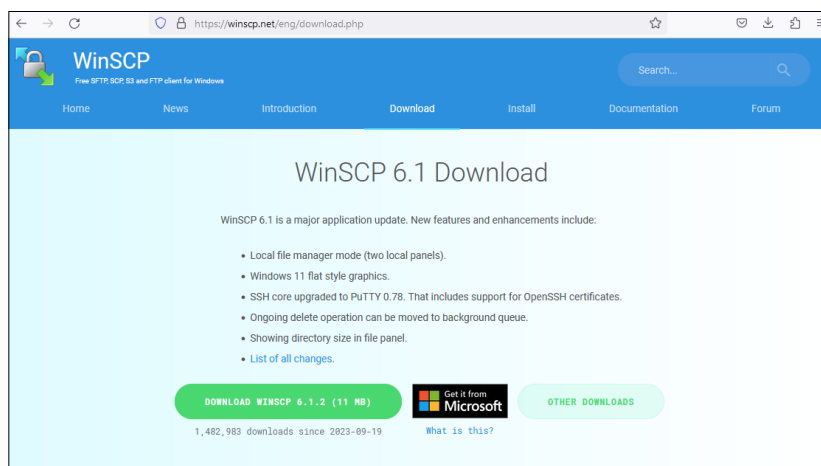 https://winscp.net/eng/download.php
WinSCP
Free SFTP, SCP, S3 and FTP client for Windows
Search...
Home News Introduction Download Install Documentation Forum
WinSCP 6.1 Download
WinSCP 6.1 is a major application update. New features and enhancements include:
• Local file manager mode (two local panels).
• Windows 11 flat style graphics.
• SSH core upgraded to PuTTY 0.78. That includes support for OpenSSH certificates.
• Ongoing delete operation can be moved to background queue.
• Showing directory size in file panel.
• List of all changes.
DOWNLOAD WINSCP 6.1.2 (11 MB)
Get it from
Microsoft
OTHER DOWNLOADS
1,482,983 downloads since 2023-09-19
What is this?